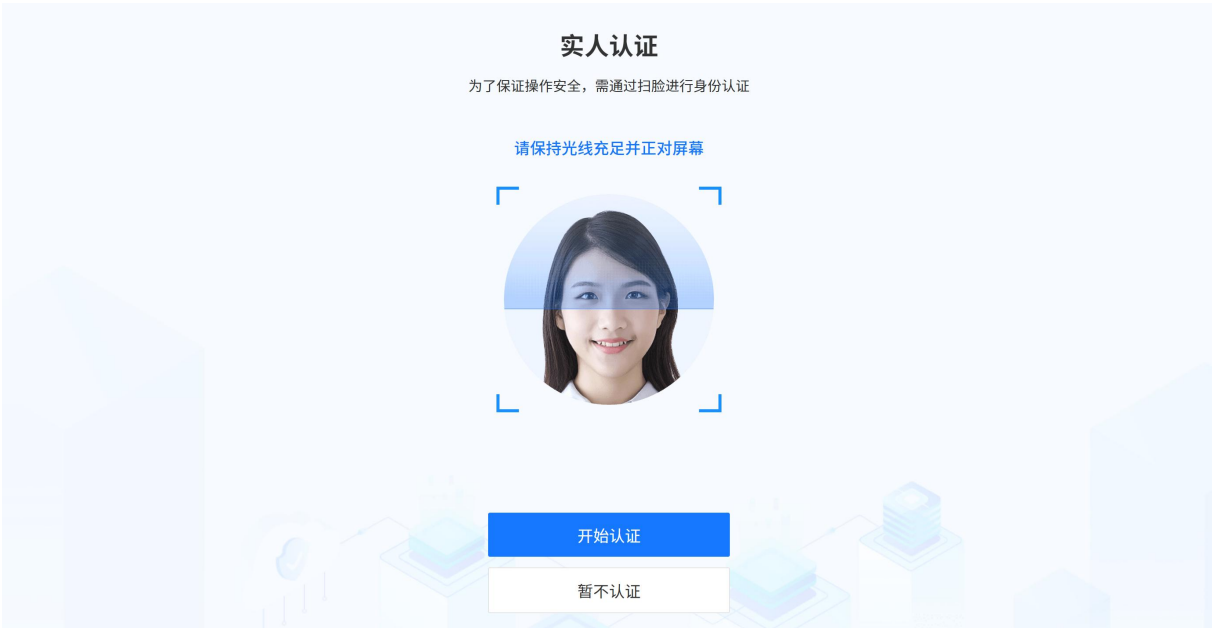 实人认证
为了保证操作安全，需通过扫脸进行身份认证
请保持光线充足并正对屏幕
开始认证
暂不认证